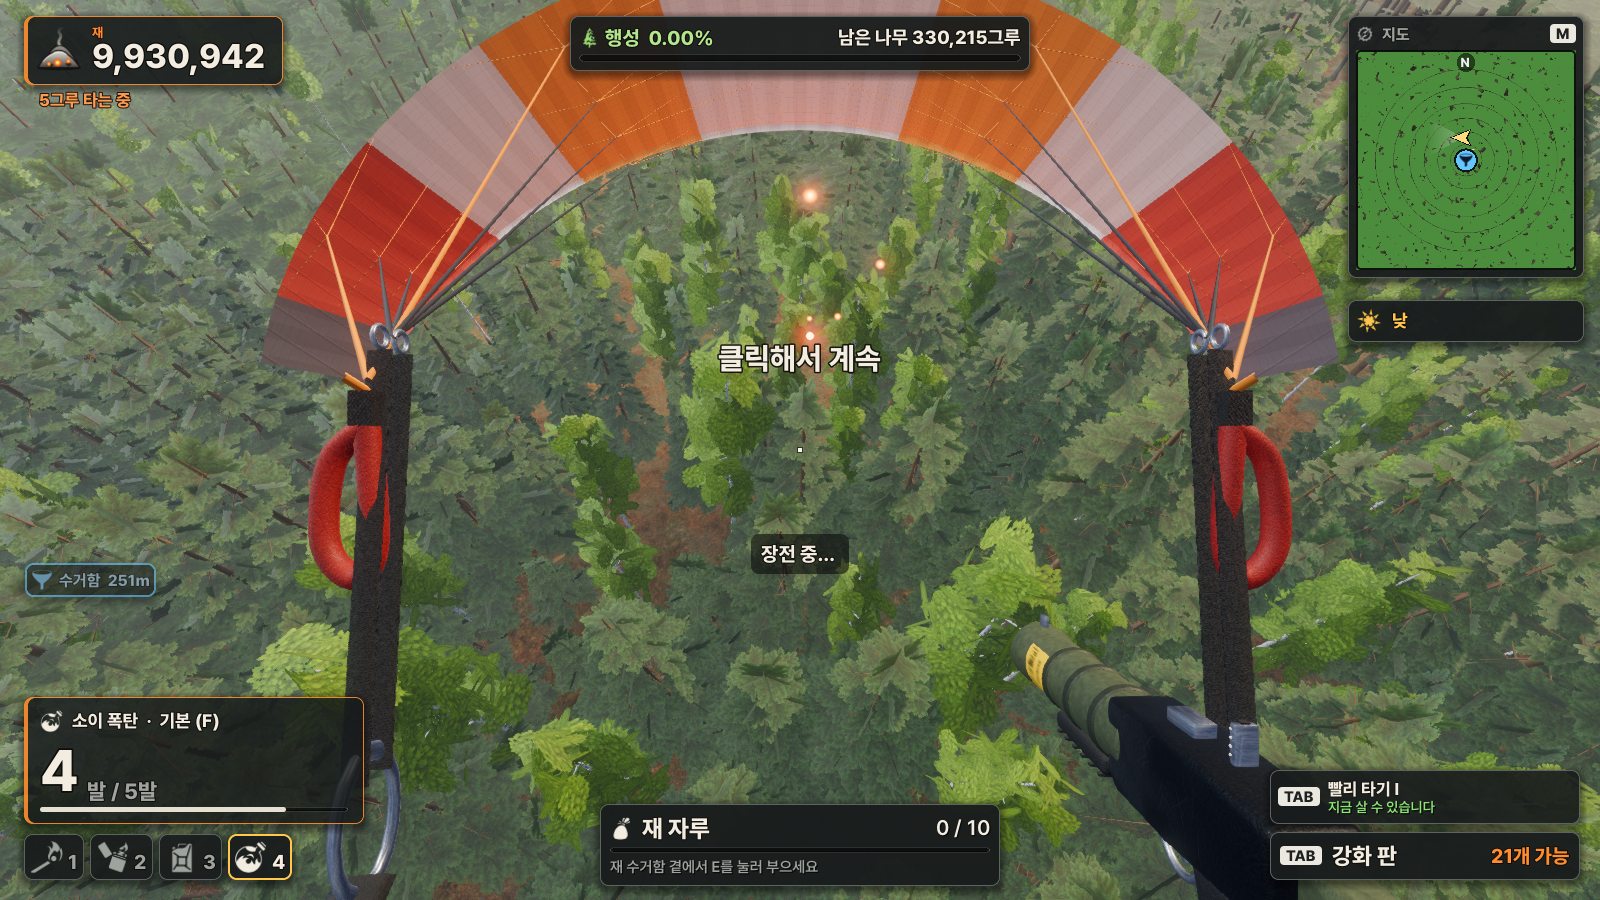 재
9,930,942
5그루 타는 중
행성 0.00%
남은 나무 330,215그루
지도
M
N
낮
클릭해서 계속
장전 중...
수거함 251m
소이 폭탄 · 기본 (F)
4 발 / 5발
1
2
3
4
재 자루
0 / 10
재 수거함 곁에서 E를 눌러 부으세요
TAB
빨리 타기 I
지금 살 수 있습니다
TAB
강화 판
21개 가능